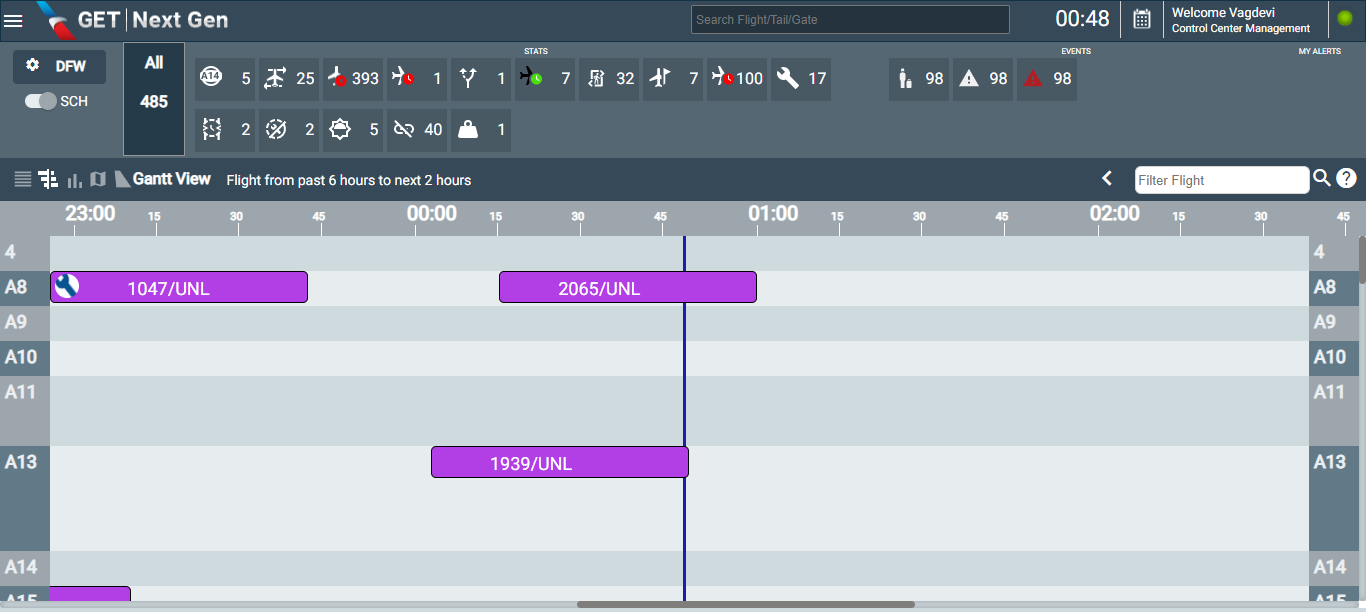 GET Next Gen
Search Flight/Tail/Gate
00:48
Welcome Vagdevi
Control Center Management
DFW
SCH
All
485
STATS
A14 5 25 393 1 1 7 32 7 100 17
2 2 5 40 1
EVENTS
98 98 98
MY ALERTS
Gantt View
Flight from past 6 hours to next 2 hours
Filter Flight
?
23:00 15 30 45 00:00 15 30 45 01:00 15 30 45 02:00 15 30 45
4 4
A8 1047/UNL 2065/UNL A8
A9 A9
A10 A10
A11 A11
A13 1939/UNL A13
A14 A14
A15 A15